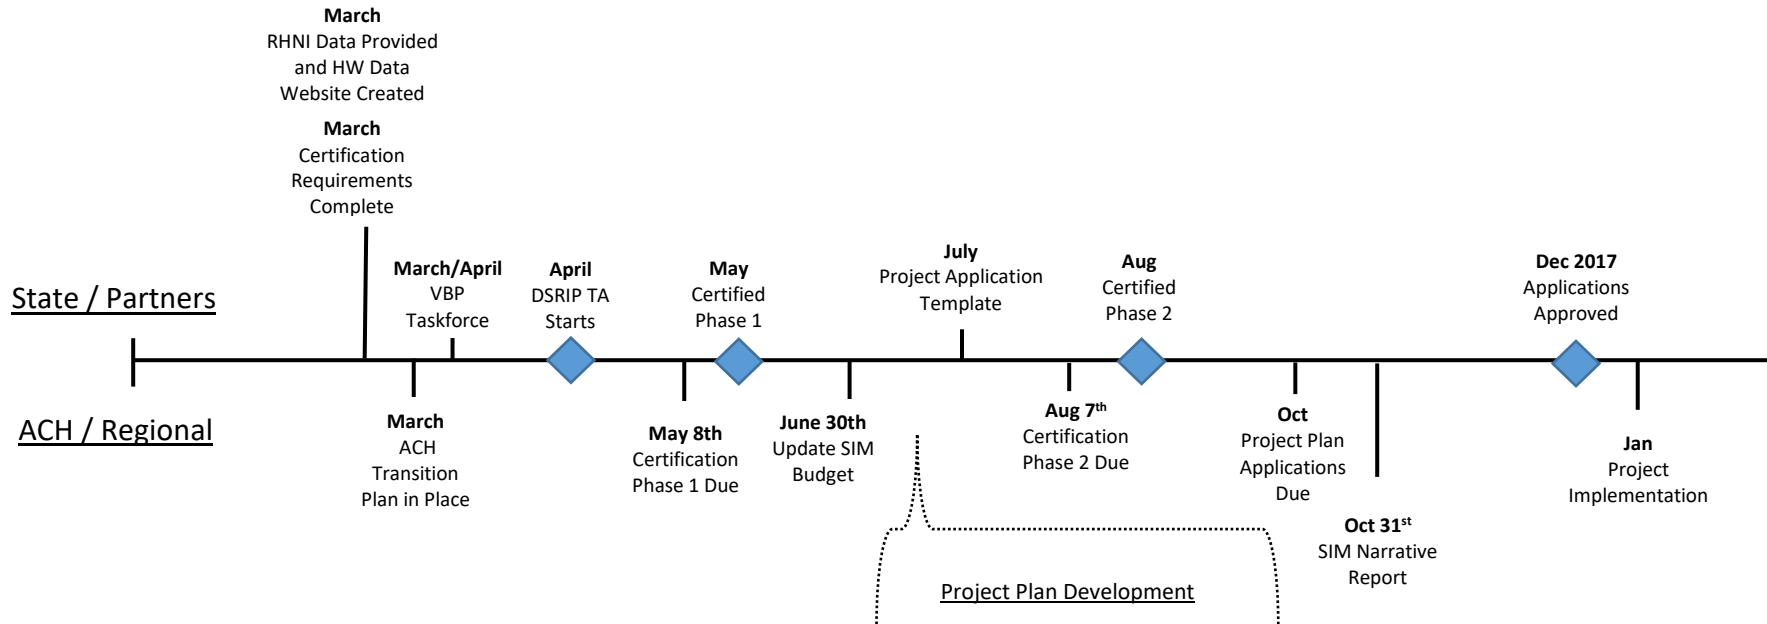 March
RHNI Data Provided
and HW Data
Website Created
March
Certification
Requirements
Complete
State / Partners
March/April
VBP
Taskforce
April
DSRIP TA
Starts
May
Certified
Phase 1
July
Project Application
Template
Aug
Certified
Phase 2
Dec 2017
Applications
Approved
ACH / Regional
March
ACH
Transition
Plan in Place
May 8th
Certification
Phase 1 Due
June 30th
Update SIM
Budget
Aug 7th
Certification
Phase 2 Due
Oct
Project Plan
Applications
Due
Oct 31st
SIM Narrative
Report
Jan
Project
Implementation
Project Plan Development